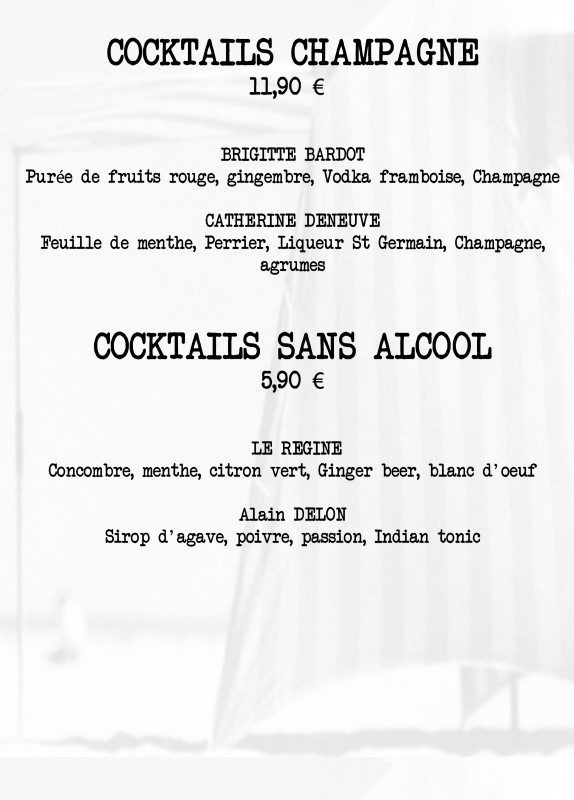 COCKTAILS CHAMPAGNE
11,90 €
BRIGITTE BARDOT
Purée de fruits rouge, gingembre, Vodka framboise, Champagne
CATHERINE DENEUVE
Feuille de menthe, Perrier, Liqueur St Germain, Champagne,
agrumes
COCKTAILS SANS ALCOOL
5,90 €
LE REGINE
Concombre, menthe, citron vert, Ginger beer, blanc d'oeuf
Alain DELON
Sirop d'agave, poivre, passion, Indian tonic